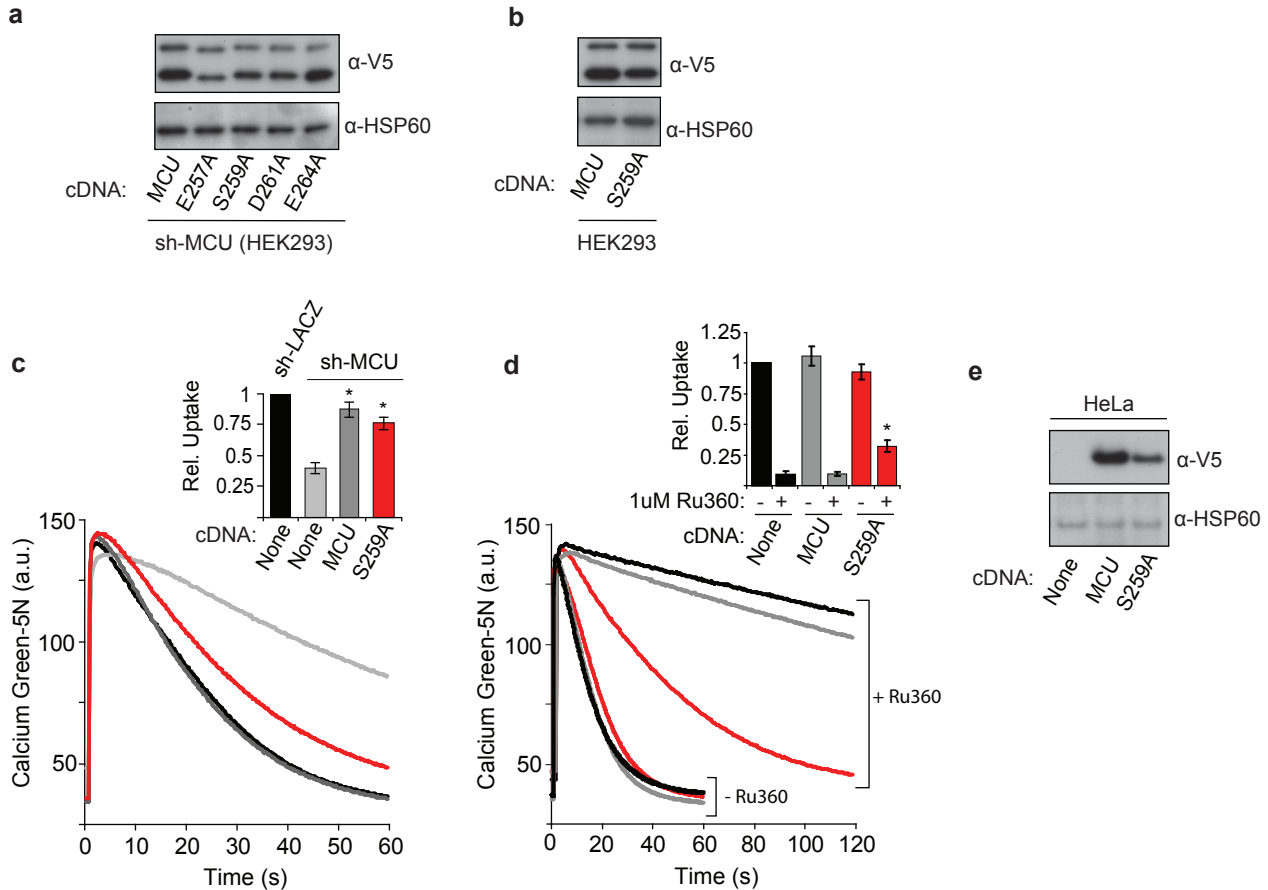 a
α-V5
α-HSP60
cDNA:
MCU
E257A
S259A
D261A
E264A
sh-MCU (HEK293)
b
α-V5
α-HSP60
cDNA:
MCU
S259A
HEK293
c
sh-LACZ
sh-MCU
Rel. Uptake
1
0.75
0.5
0.25
* *
cDNA:
None
None
MCU
S259A
Calcium Green-5N (a.u.)
150
100
50
0 10 20 30 40 50 60
Time (s)
d
Rel. Uptake
1.25
1
0.75
0.5
0.25
*
1uM Ru360: - + - + - +
cDNA:
None
MCU
S259A
Calcium Green-5N (a.u.)
150
100
50
+ Ru360
- Ru360
0 20 40 60 80 100 120
Time (s)
e
HeLa
α-V5
α-HSP60
cDNA:
None
MCU
S259A